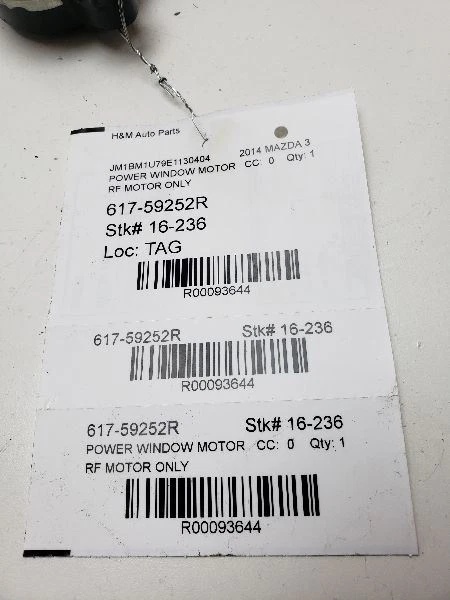 H&M Auto Parts
JM1BM1U79E1130404 2014 MAZDA 3
POWER WINDOW MOTOR CC: 0 Qty: 1
RF MOTOR ONLY
617-59252R
Stk# 16-236
Loc: TAG
R00093644
617-59252R Stk# 16-236
R00093644
617-59252R Stk# 16-236
POWER WINDOW MOTOR CC: 0 Qty: 1
RF MOTOR ONLY
R00093644